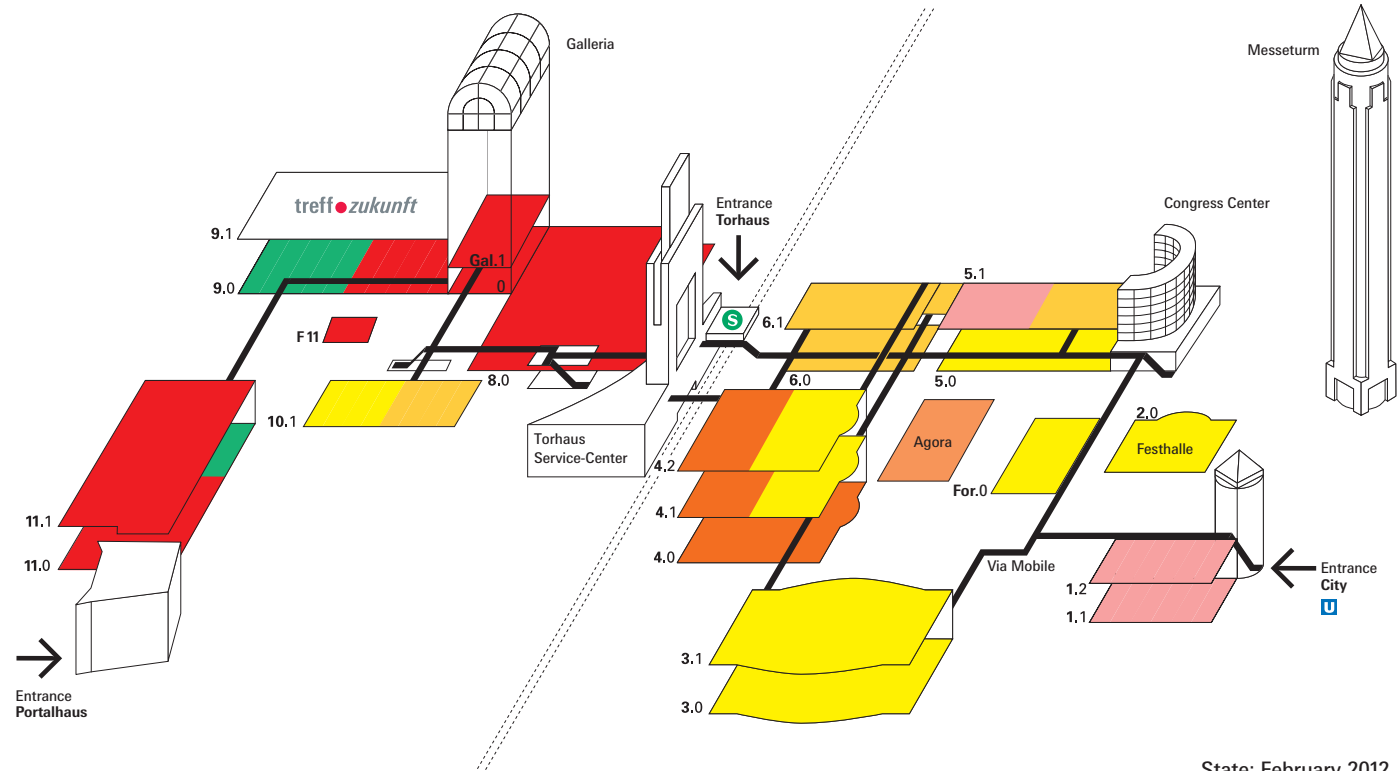 Galleria
Messeturm
treff zukunft
Entrance
Torhaus
Congress Center
9.1
Gal.1
5.1
9.0
0
S
6.1
F 11
8.0
6.0
5.0
10.1
2.0
Torhaus
Service-Center
Agora
Festhalle
4.2
For.0
4.1
11.1
4.0
11.0
Via Mobile
Entrance
City
U
1.2
1.1
3.1
Entrance
Portalhaus
3.0
State: February 2012